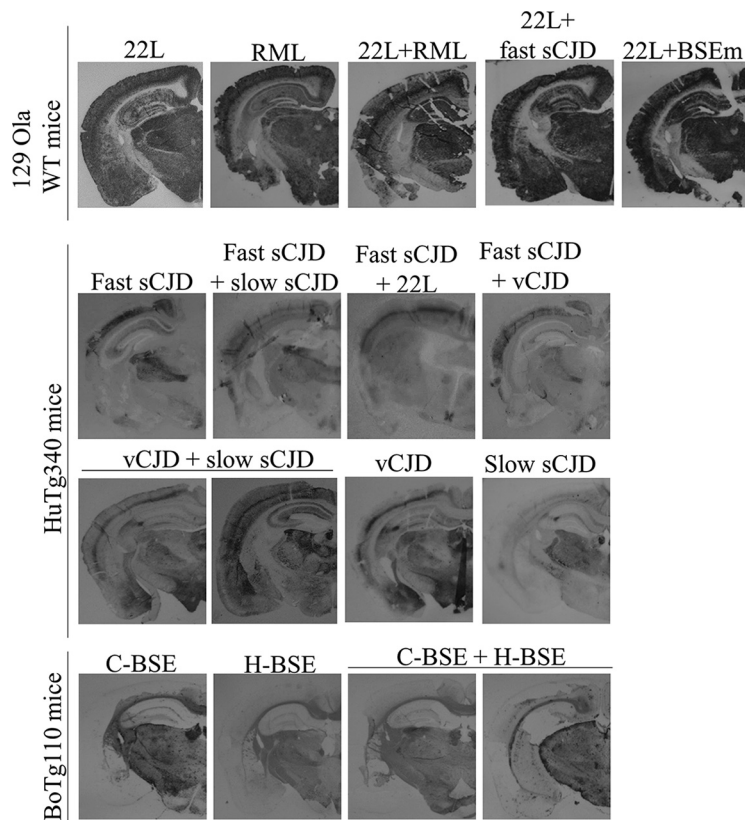 129 Ola
WT mice
22L
RML
22L+RML
22L+
fast sCJD
22L+BSEm
HuTg340 mice
Fast sCJD
Fast sCJD
+ slow sCJD
Fast sCJD
+ 22L
Fast sCJD
+ vCJD
vCJD + slow sCJD
vCJD
Slow sCJD
BoTg110 mice
C-BSE
H-BSE
C-BSE + H-BSE